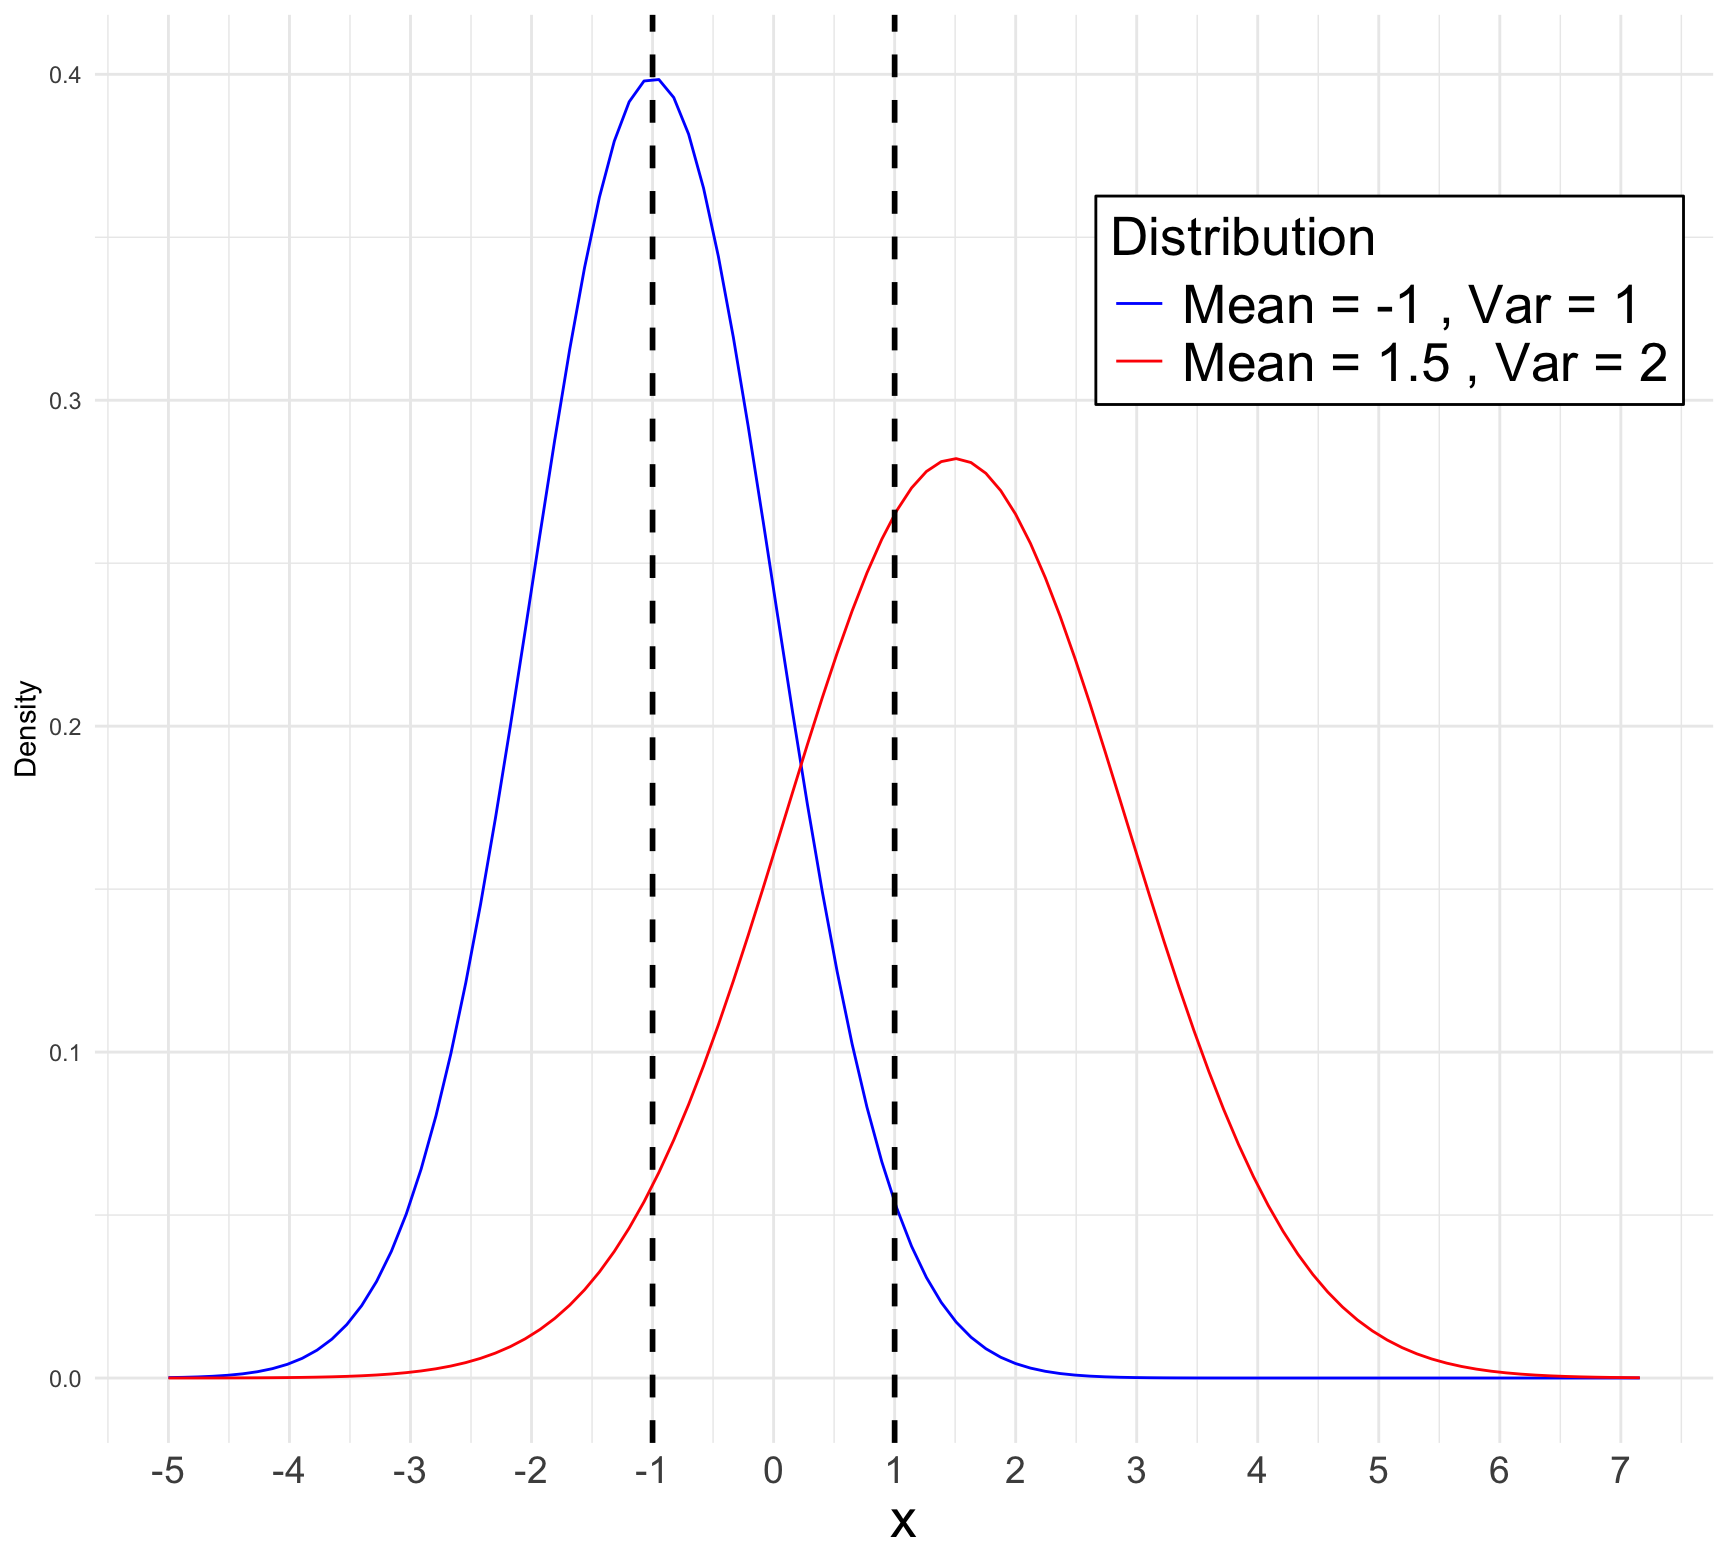 0.4
0.3
0.2
0.1
0.0
Density
Distribution
Mean = -1 , Var = 1
Mean = 1.5 , Var = 2
-5 -4 -3 -2 -1 0 1 2 3 4 5 6 7
x